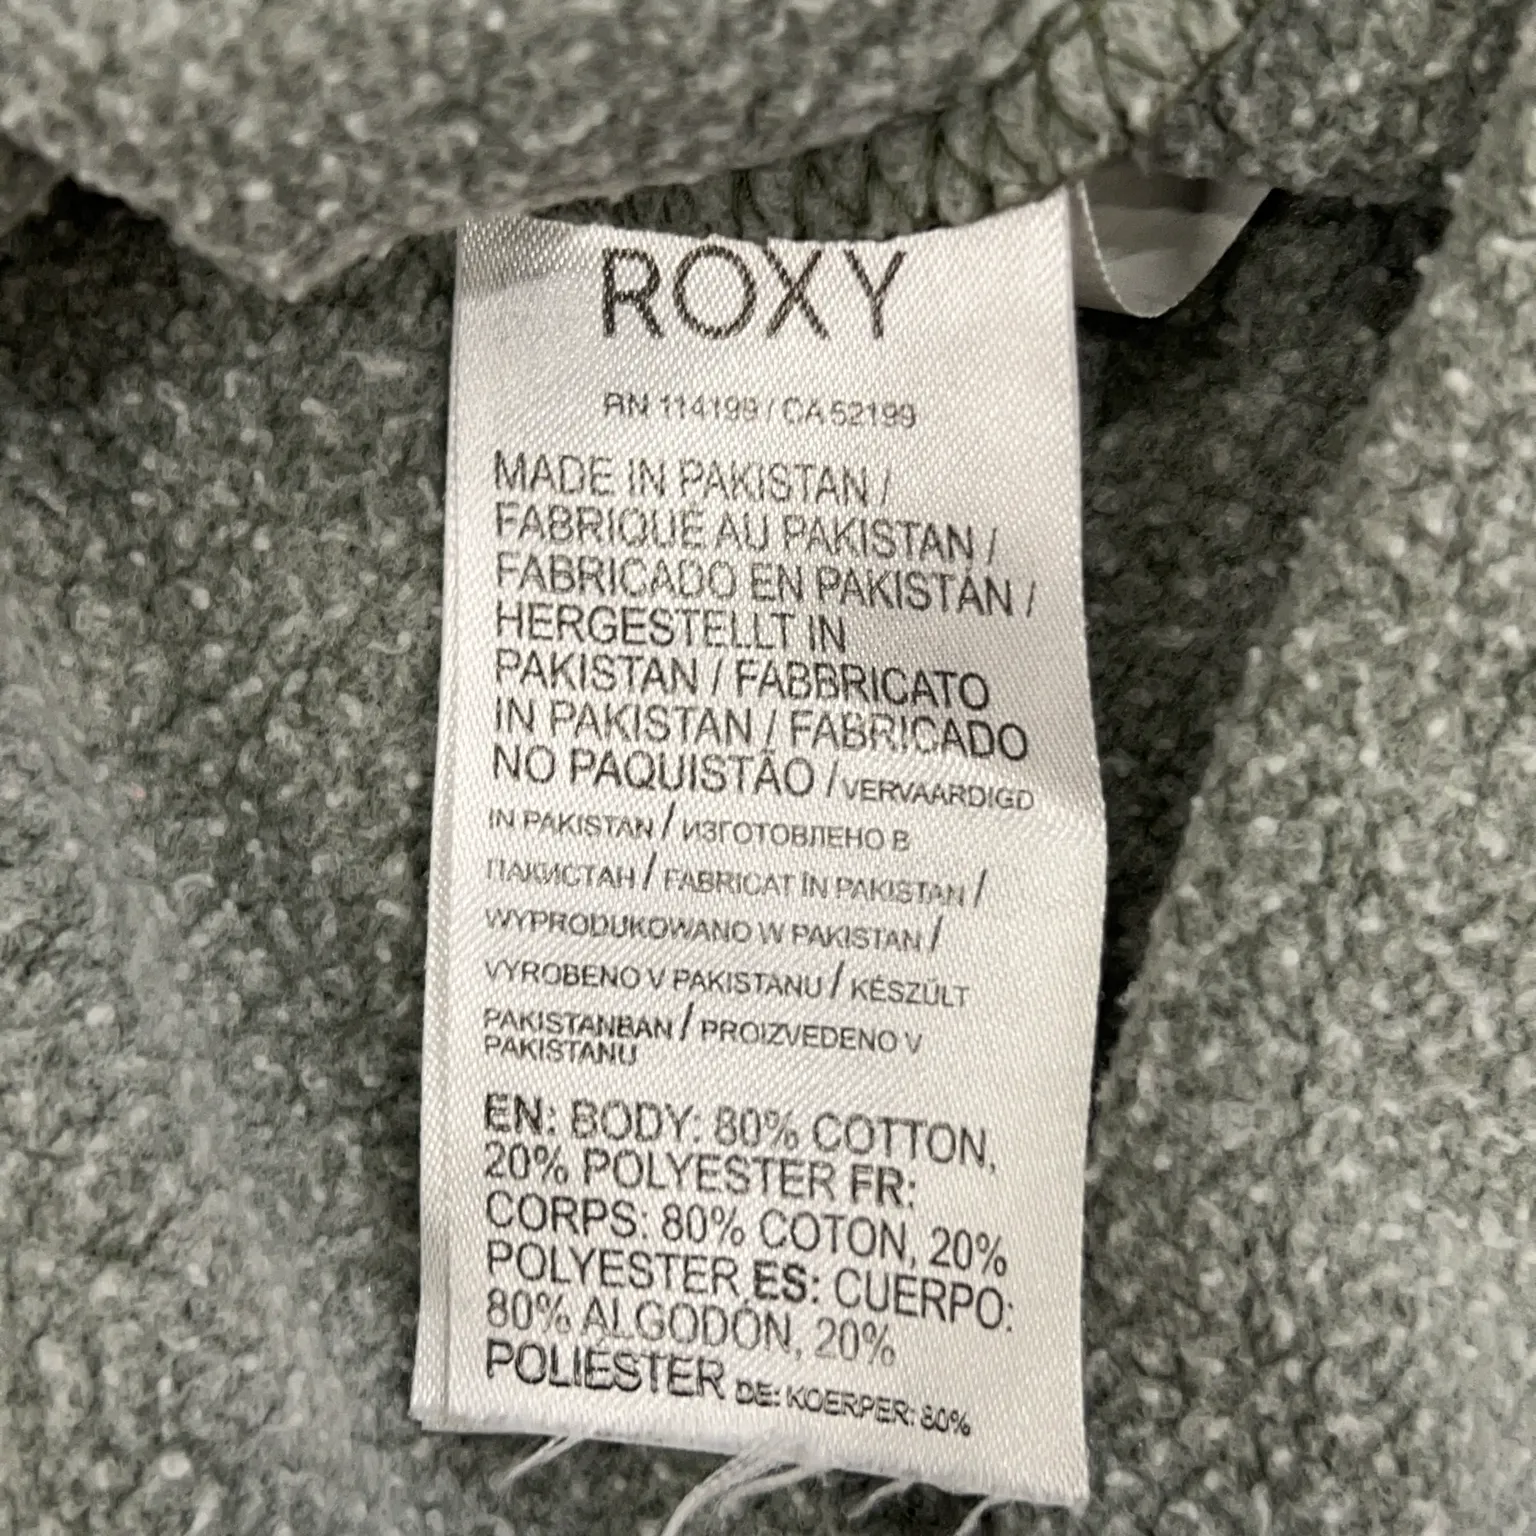 ROXY
RN 114199 / CA 52199
MADE IN PAKISTAN /
FABRIQUÉ AU PAKISTAN /
FABRICADO EN PAKISTÁN /
HERGESTELLT IN
PAKISTAN / FABBRICATO
IN PAKISTAN / FABRICADO
NO PAQUISTÃO / VERVAARDIGD
IN PAKISTAN / ИЗГОТОВЛЕНО В
ПАКИСТАН / FABRICAT ÎN PAKISTAN /
WYPRODUKOWANO W PAKISTAN /
VYROBENO V PAKISTANU / KÉSZÜLT
PAKISTANBAN / PROIZVEDENO V
PAKISTANU
EN: BODY: 80% COTTON,
20% POLYESTER FR:
CORPS: 80% COTON, 20%
POLYESTER ES: CUERPO:
80% ALGODÓN, 20%
POLIÉSTER DE: KOERPER: 80%